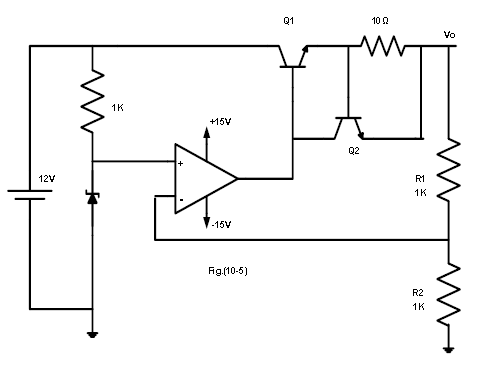 Q1
10 Ω
Vo
1K
+15V
Q2
+
12V
-
R1
1K
-15V
Fig.(10-5)
R2
1K